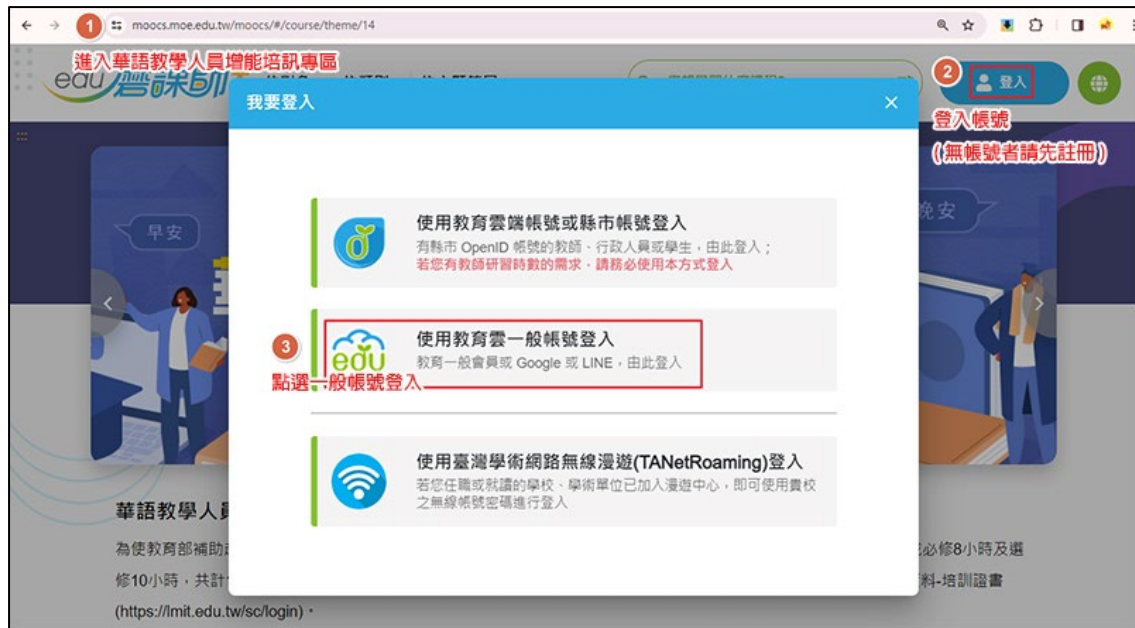 1 moocs.moe.edu.tw/moocs/#/course/theme/14
進入華語教學人員增能培訊專區
edu磨課師
2
登入
登入帳號
(無帳號者請先註冊)
我要登入
×
早安
晚安
使用教育雲端帳號或縣市帳號登入
有縣市 OpenID 帳號的教師、行政人員或學生，由此登入；
若您有教師研習時數的需求，請務必使用本方式登入
3
edu
使用教育雲一般帳號登入
教育一般會員或 Google 或 LINE，由此登入
點選一般帳號登入
使用臺灣學術網路無線漫遊(TANetRoaming)登入
若您任職或就讀的學校、學術單位已加入漫遊中心，即可使用貴校
之無線帳號密碼進行登入
華語教學人員
為使教育部補助
必修8小時及選
修10小時，共計
料-培訓證書
(https://lmit.edu.tw/sc/login)。